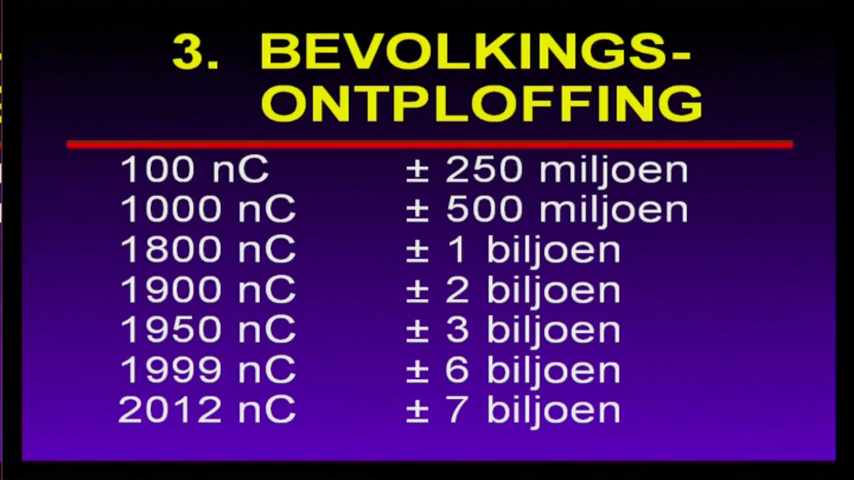 3. BEVOLKINGS-
ONTPLOFFING
100 nC ± 250 miljoen
1000 nC ± 500 miljoen
1800 nC ± 1 biljoen
1900 nC ± 2 biljoen
1950 nC ± 3 biljoen
1999 nC ± 6 biljoen
2012 nC ± 7 biljoen